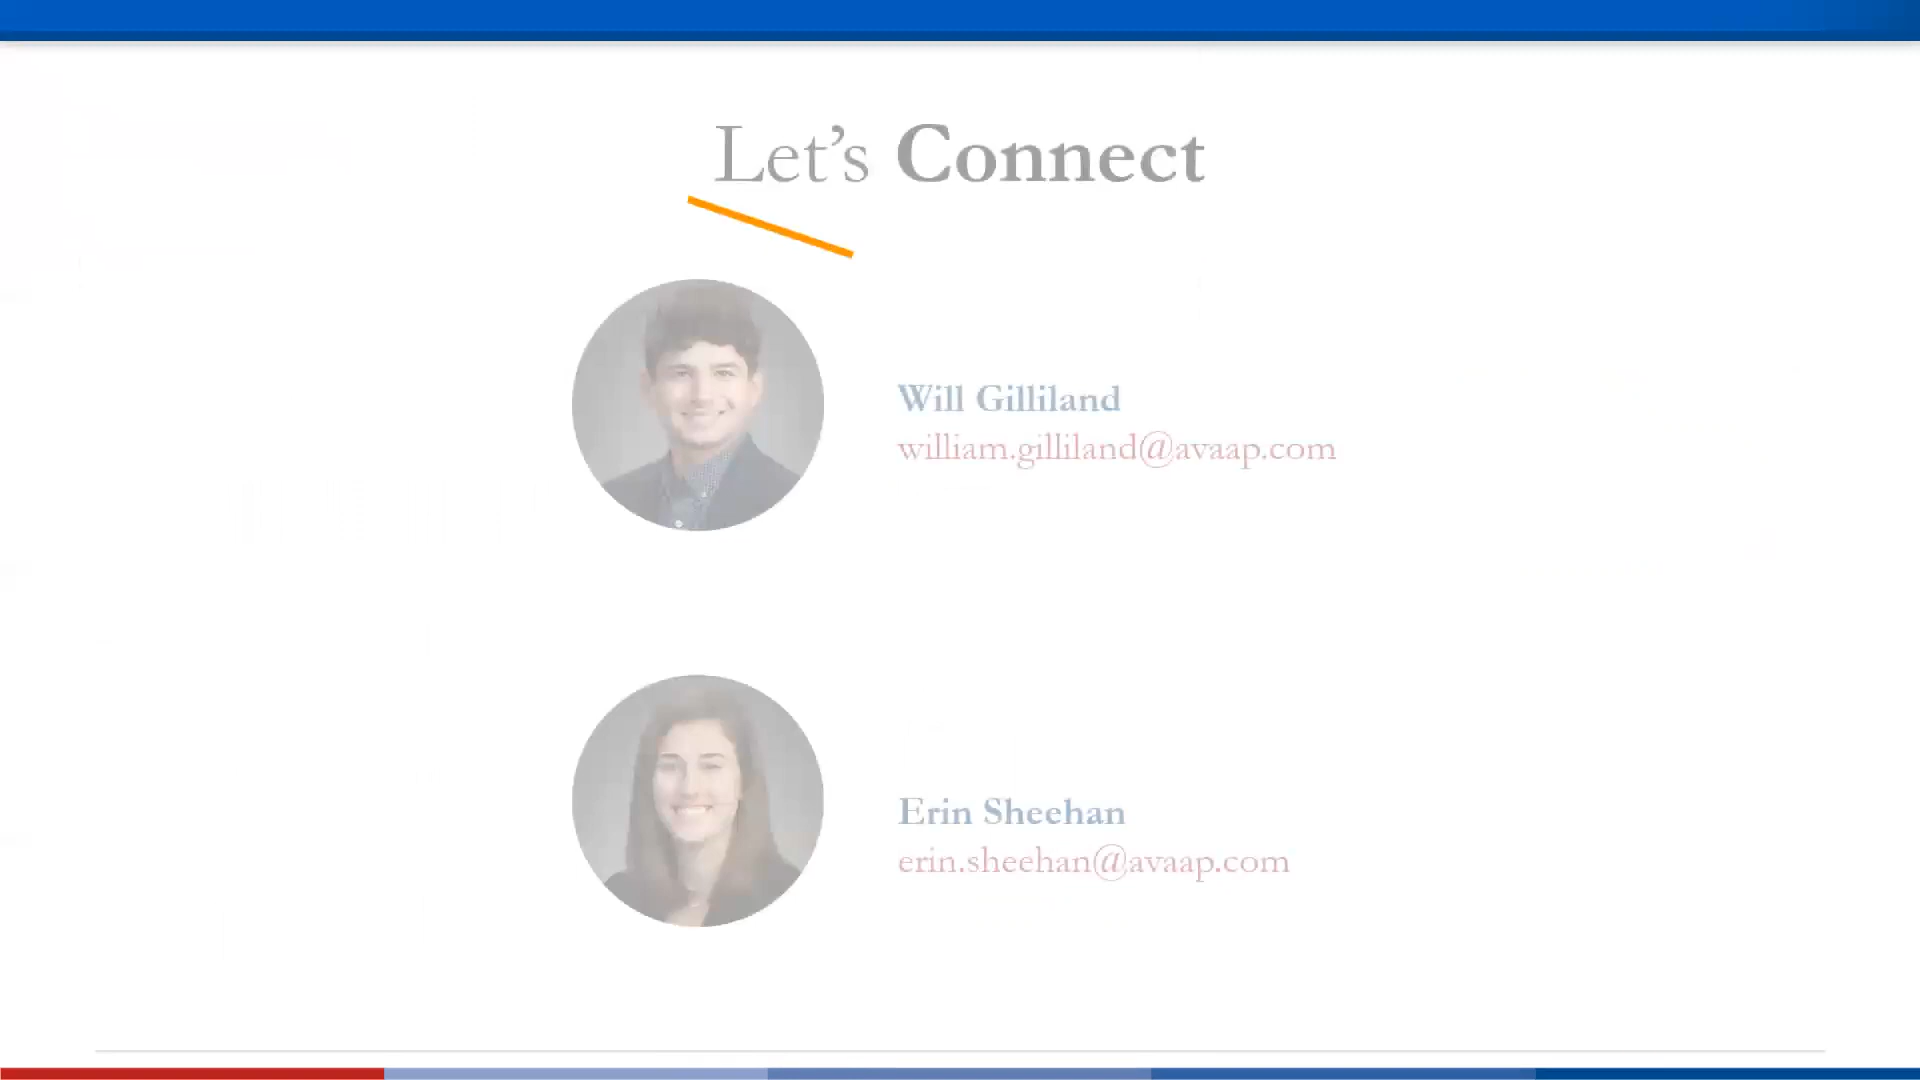 Let’s Connect
Will Gilliland
william.gilliland@avaap.com
Erin Sheehan
erin.sheehan@avaap.com